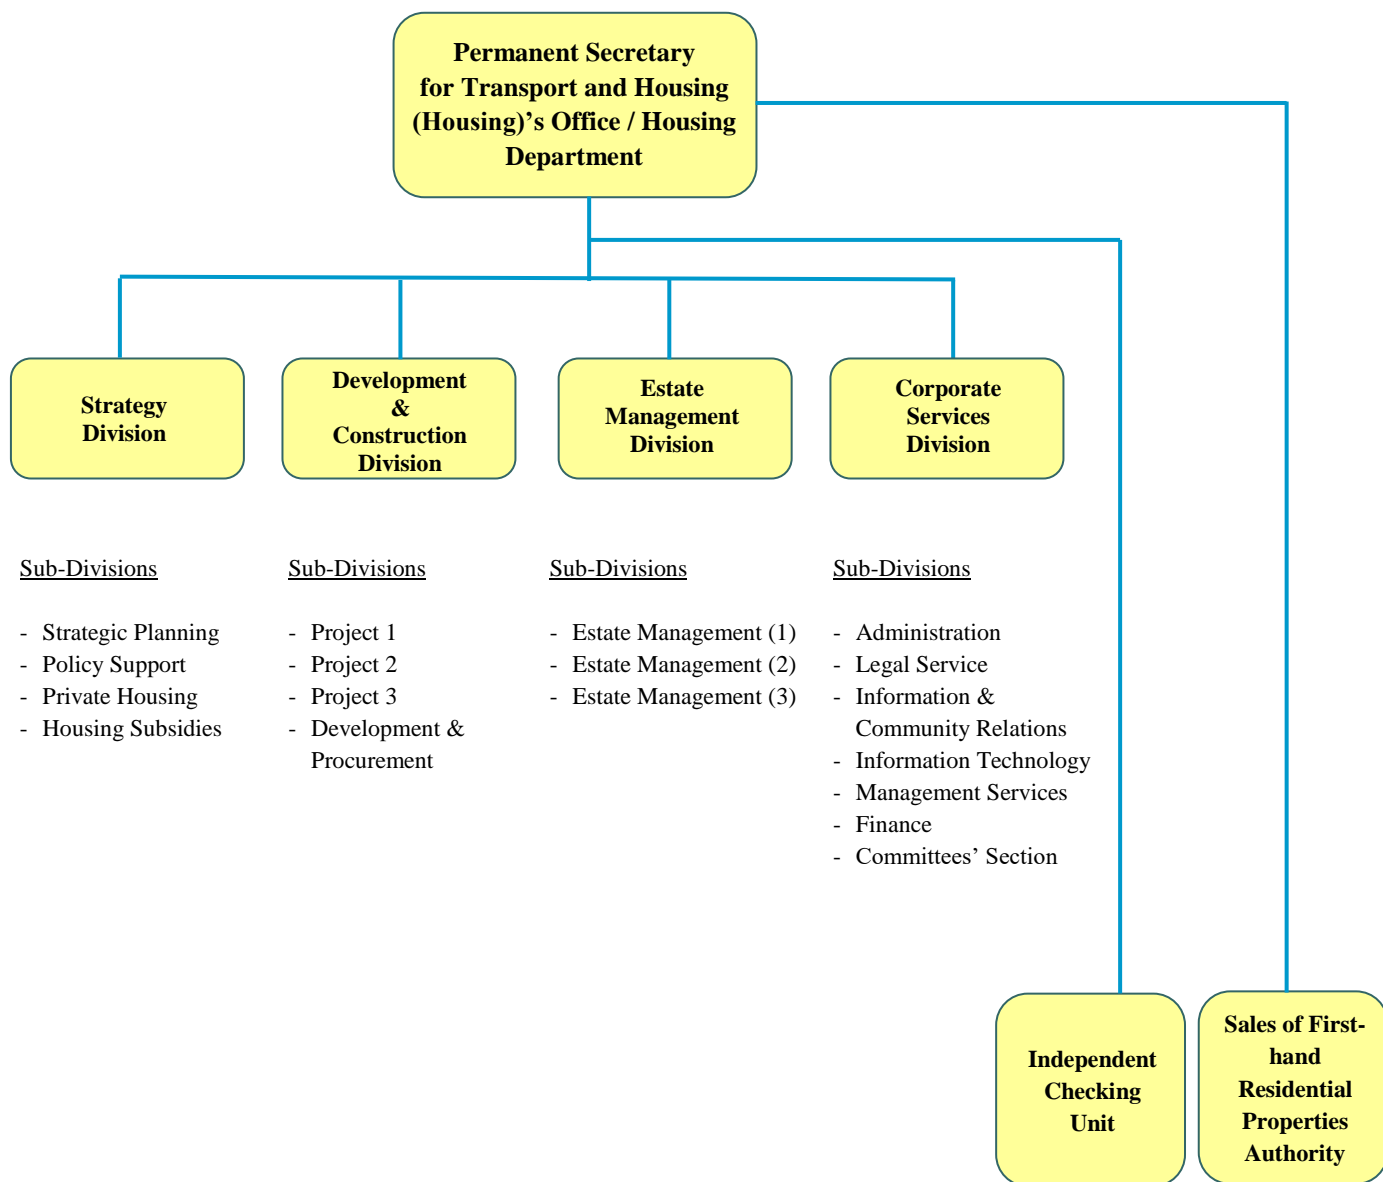 Permanent Secretary
for Transport and Housing
(Housing)’s Office / Housing
Department
Strategy
Division
Development
&
Construction
Division
Estate
Management
Division
Corporate
Services
Division
Sub-Divisions
- Strategic Planning
- Policy Support
- Private Housing
- Housing Subsidies
Sub-Divisions
- Project 1
- Project 2
- Project 3
- Development &
Procurement
Sub-Divisions
- Estate Management (1)
- Estate Management (2)
- Estate Management (3)
Sub-Divisions
- Administration
- Legal Service
- Information &
Community Relations
- Information Technology
- Management Services
- Finance
- Committees’ Section
Independent
Checking
Unit
Sales of First-
hand
Residential
Properties
Authority